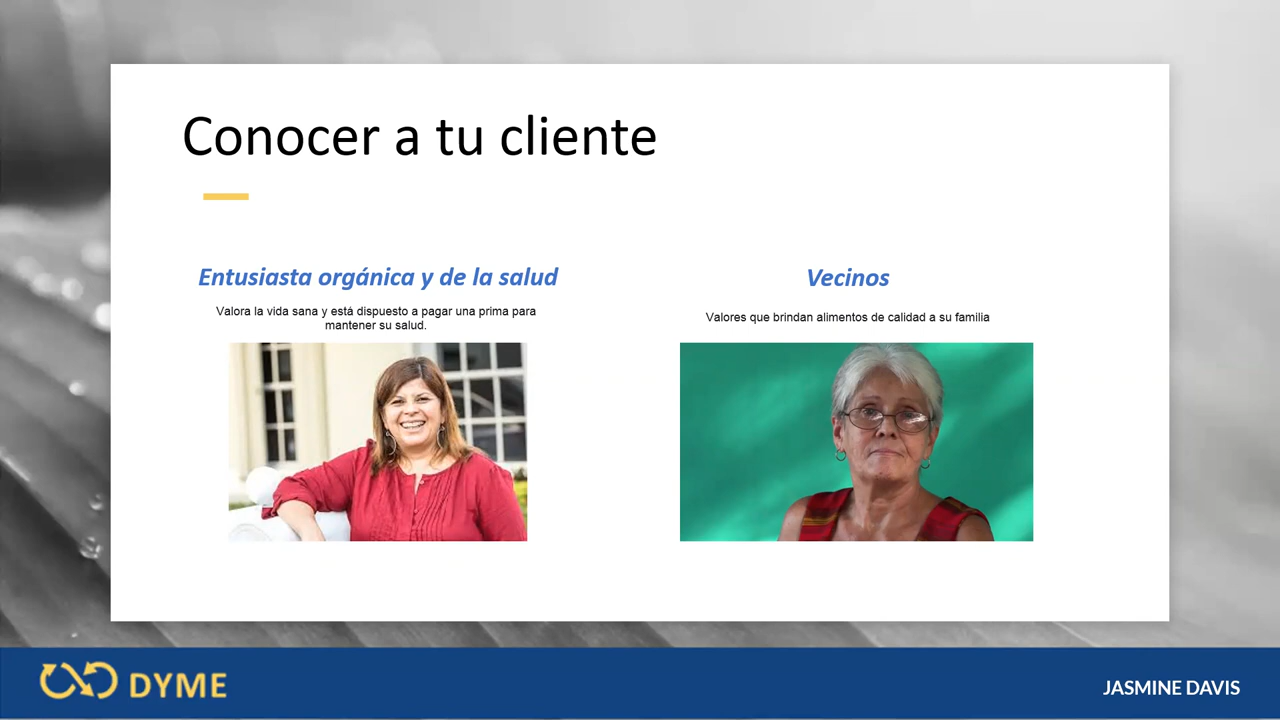 Conocer a tu cliente
Entusiasta orgánica y de la salud
Valora la vida sana y está dispuesto a pagar una prima para
mantener su salud.
Vecinos
Valores que brindan alimentos de calidad a su familia
DYME
JASMINE DAVIS